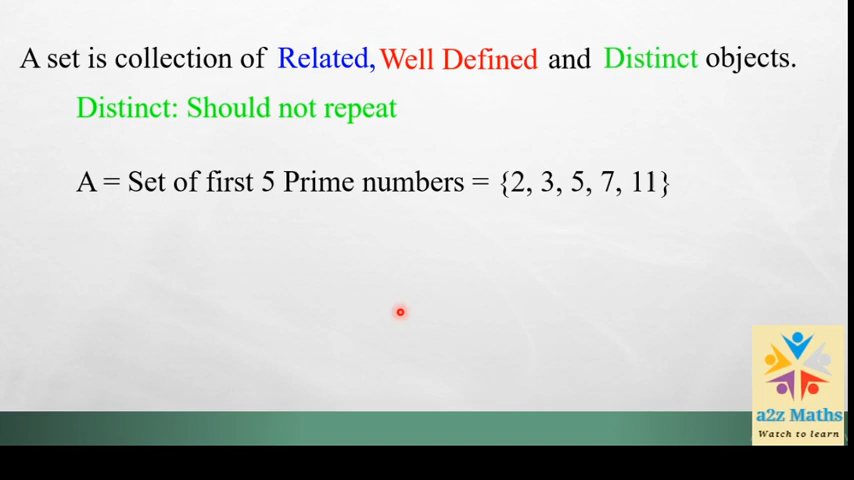 A set is collection of Related, Well Defined and Distinct objects.
Distinct: Should not repeat
A = Set of first 5 Prime numbers = {2, 3, 5, 7, 11}
a2z Maths
Watch to learn